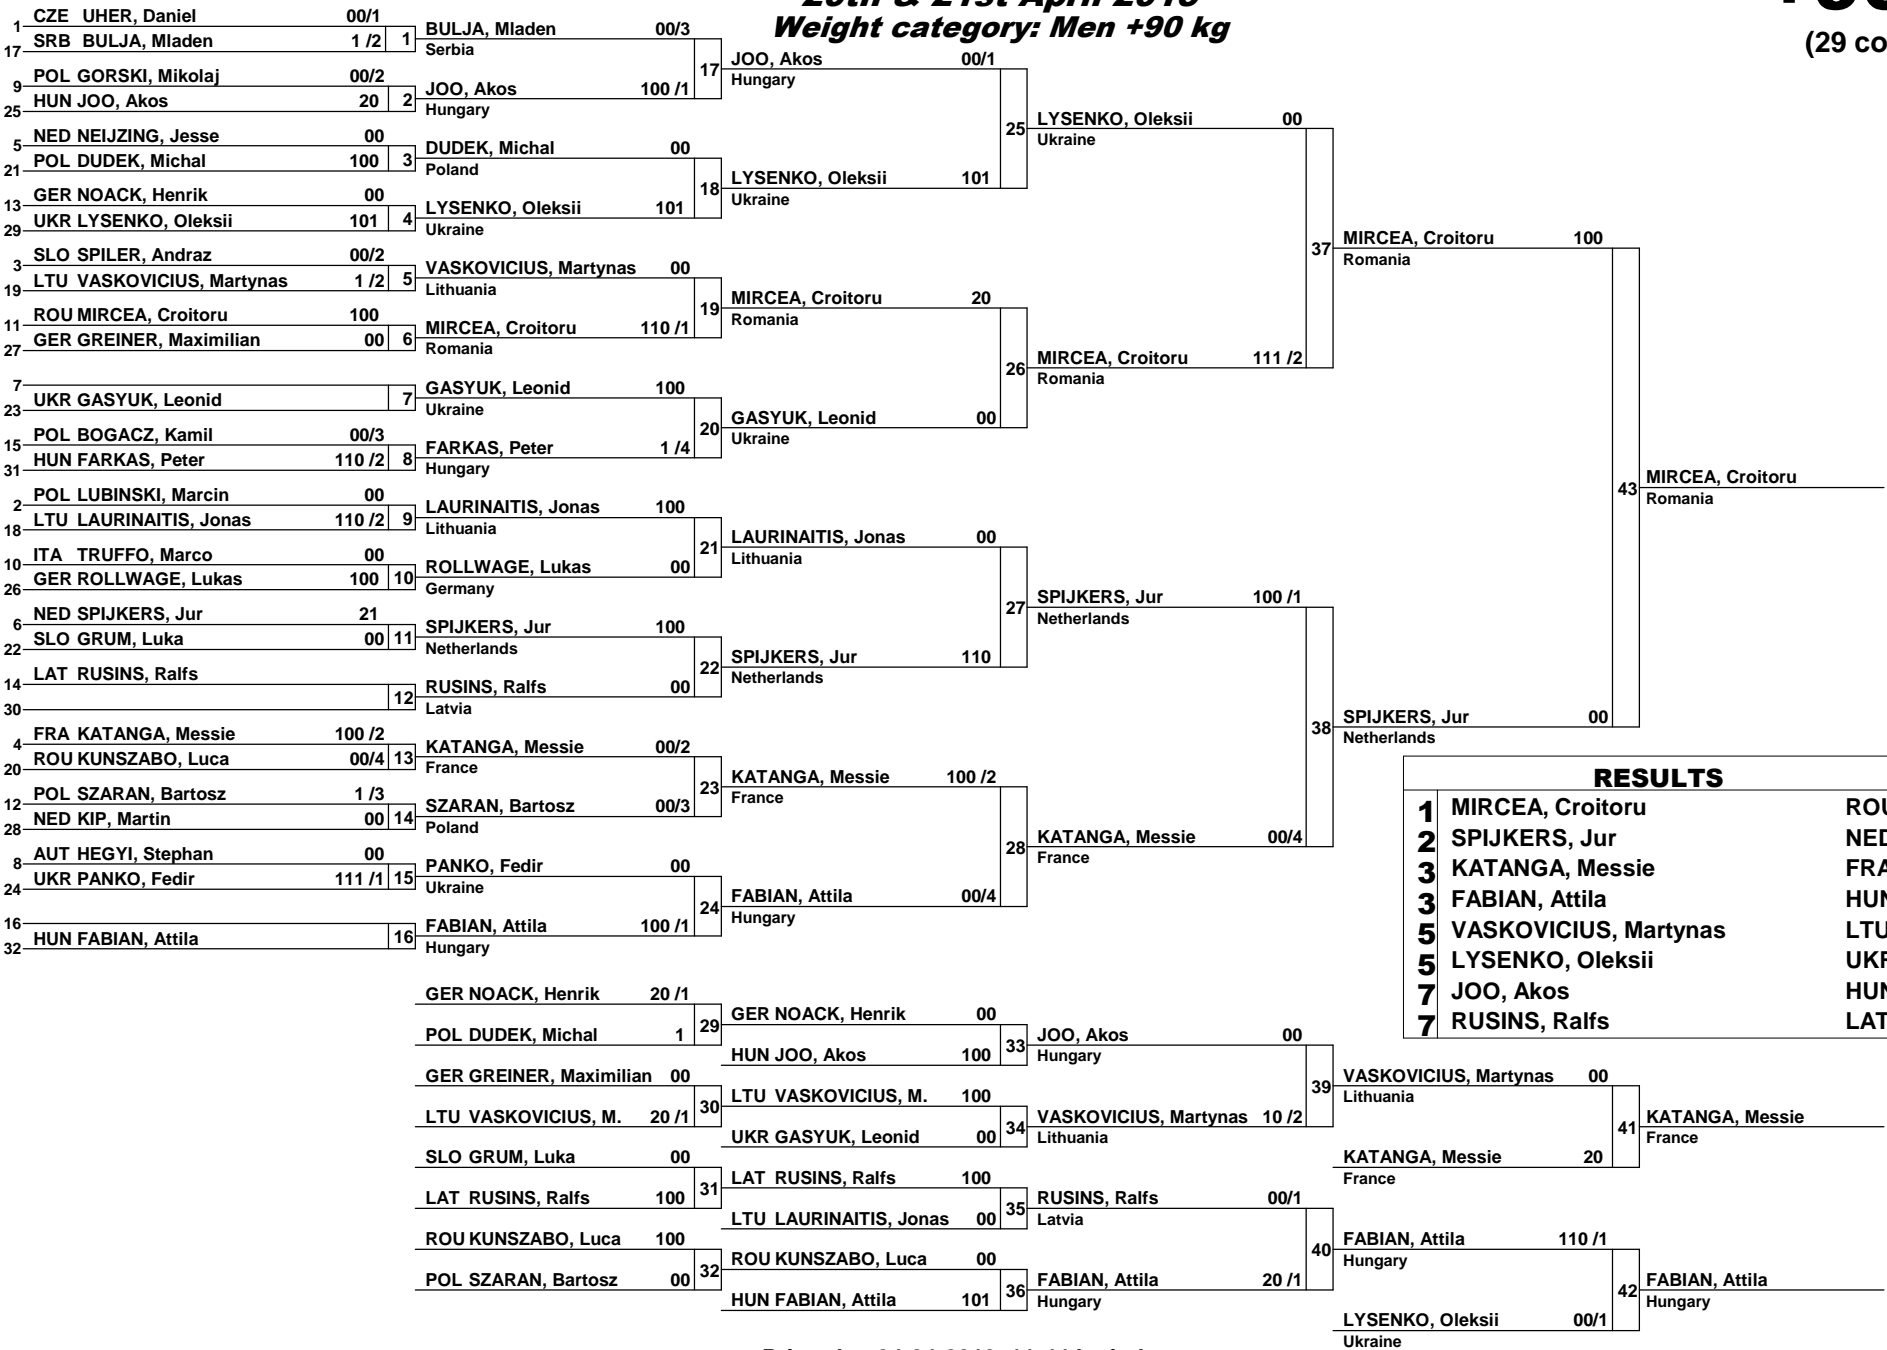 Weight category: Men +90 kg
(29 co
1 CZE UHER, Daniel 00/1
17 SRB BULJA, Mladen 1 /2 1
9 POL GORSKI, Mikolaj 00/2
25 HUN JOO, Akos 20 2
5 NED NEIJZING, Jesse 00
21 POL DUDEK, Michal 100 3
13 GER NOACK, Henrik 00
29 UKR LYSENKO, Oleksii 101 4
3 SLO SPILER, Andraz 00/2
19 LTU VASKOVICIUS, Martynas 1 /2 5
11 ROU MIRCEA, Croitoru 100
27 GER GREINER, Maximilian 00 6
7
23 UKR GASYUK, Leonid 7
15 POL BOGACZ, Kamil 00/3
31 HUN FARKAS, Peter 110 /2 8
2 POL LUBINSKI, Marcin 00
18 LTU LAURINAITIS, Jonas 110 /2 9
10 ITA TRUFFO, Marco 00
26 GER ROLLWAGE, Lukas 100 10
6 NED SPIJKERS, Jur 21
22 SLO GRUM, Luka 00 11
14 LAT RUSINS, Ralfs
30 12
4 FRA KATANGA, Messie 100 /2
20 ROU KUNSZABO, Luca 00/4 13
12 POL SZARAN, Bartosz 1 /3
28 NED KIP, Martin 00 14
8 AUT HEGYI, Stephan 00
24 UKR PANKO, Fedir 111 /1 15
16
32 HUN FABIAN, Attila 16
BULJA, Mladen 00/3
Serbia
17
JOO, Akos 100 /1
Hungary
DUDEK, Michal 00
Poland
18
LYSENKO, Oleksii 101
Ukraine
VASKOVICIUS, Martynas 00
Lithuania
19
MIRCEA, Croitoru 110 /1
Romania
GASYUK, Leonid 100
Ukraine
20
FARKAS, Peter 1 /4
Hungary
LAURINAITIS, Jonas 100
Lithuania
21
ROLLWAGE, Lukas 00
Germany
SPIJKERS, Jur 100
Netherlands
22
RUSINS, Ralfs 00
Latvia
KATANGA, Messie 00/2
France
23
SZARAN, Bartosz 00/3
Poland
PANKO, Fedir 00
Ukraine
24
FABIAN, Attila 100 /1
Hungary
JOO, Akos 00/1
Hungary
25
LYSENKO, Oleksii 101
Ukraine
MIRCEA, Croitoru 20
Romania
26
GASYUK, Leonid 00
Ukraine
LAURINAITIS, Jonas 00
Lithuania
27
SPIJKERS, Jur 110
Netherlands
KATANGA, Messie 100 /2
France
28
FABIAN, Attila 00/4
Hungary
LYSENKO, Oleksii 00
Ukraine
37
MIRCEA, Croitoru 111 /2
Romania
SPIJKERS, Jur 100 /1
Netherlands
38
KATANGA, Messie 00/4
France
MIRCEA, Croitoru 100
Romania
43
SPIJKERS, Jur 00
Netherlands
MIRCEA, Croitoru
Romania
RESULTS
1 MIRCEA, Croitoru ROU
2 SPIJKERS, Jur NED
3 KATANGA, Messie FRA
3 FABIAN, Attila HUN
5 VASKOVICIUS, Martynas LTU
5 LYSENKO, Oleksii UKR
7 JOO, Akos HUN
7 RUSINS, Ralfs LAT
GER NOACK, Henrik 20 /1
29
POL DUDEK, Michal 1
GER GREINER, Maximilian 00
30
LTU VASKOVICIUS, M. 20 /1
SLO GRUM, Luka 00
31
LAT RUSINS, Ralfs 100
ROU KUNSZABO, Luca 100
32
POL SZARAN, Bartosz 00
GER NOACK, Henrik 00
33
HUN JOO, Akos 100
LTU VASKOVICIUS, M. 100
34
UKR GASYUK, Leonid 00
LAT RUSINS, Ralfs 100
35
LTU LAURINAITIS, Jonas 00
ROU KUNSZABO, Luca 00
36
HUN FABIAN, Attila 101
JOO, Akos 00
Hungary
39
VASKOVICIUS, Martynas 10 /2
Lithuania
RUSINS, Ralfs 00/1
Latvia
40
FABIAN, Attila 20 /1
Hungary
VASKOVICIUS, Martynas 00
Lithuania
41
KATANGA, Messie 20
France
FABIAN, Attila 110 /1
Hungary
42
LYSENKO, Oleksii 00/1
Ukraine
KATANGA, Messie
France
FABIAN, Attila
Hungary